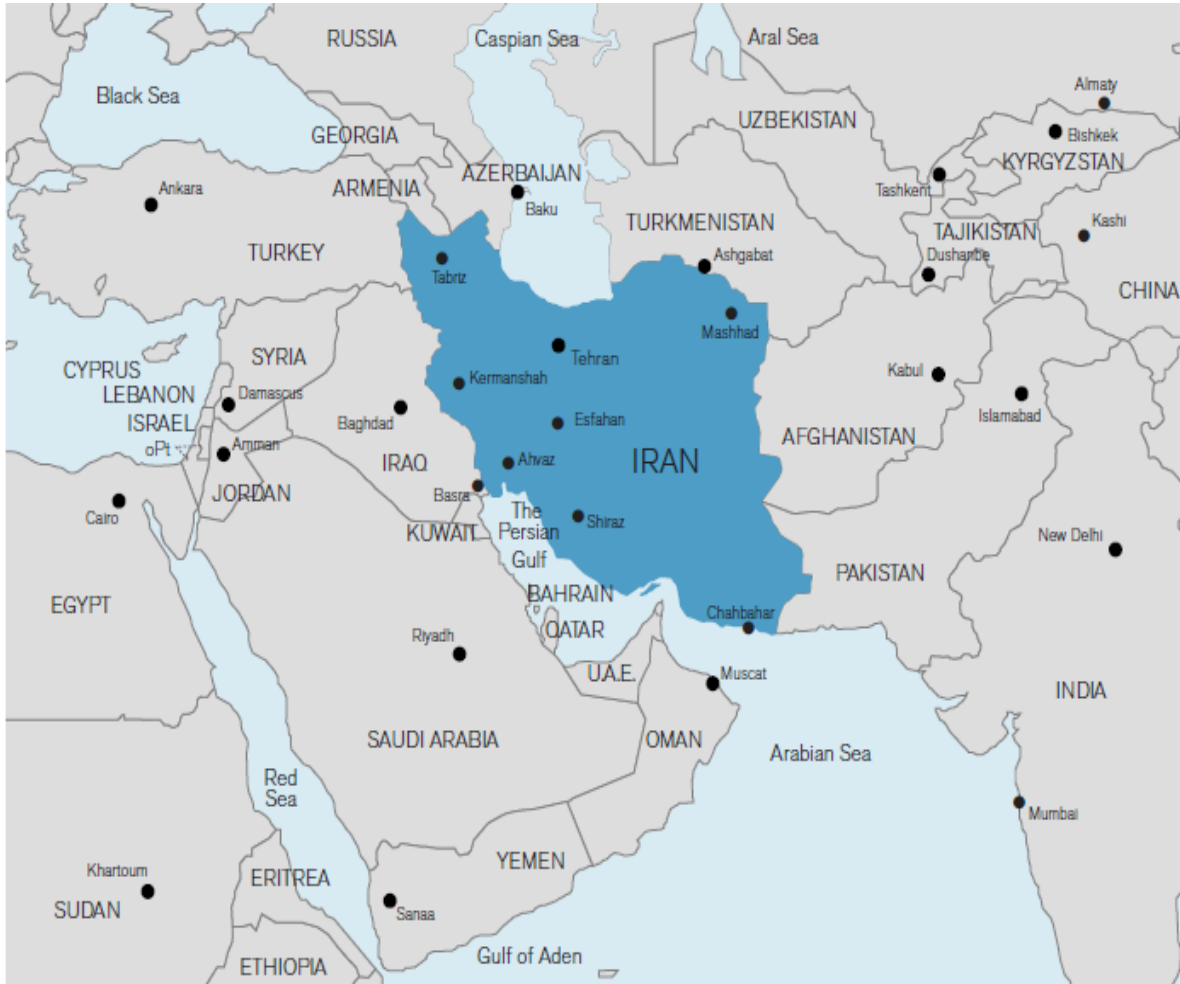 RUSSIA
Caspian Sea
Aral Sea
Black Sea
Almaty
UZBEKISTAN
Bishkek
GEORGIA
KYRGYZSTAN
AZERBAIJAN
ARMENIA
Tashkent
Ankara
Baku
TURKMENISTAN
TAJIKISTAN
Kashi
TURKEY
Ashgabat
Dushanbe
Tabriz
CHINA
Mashhad
SYRIA
Tehran
CYPRUS
Kermanshah
Kabul
LEBANON
Damascus
Islamabad
ISRAEL
Baghdad
Esfahan
AFGHANISTAN
oPt
Amman
IRAQ
Ahvaz
IRAN
JORDAN
Basra
Cairo
The
Persian
Gulf
Shiraz
KUWAIT
New Delhi
PAKISTAN
EGYPT
BAHRAIN
Chahbahar
QATAR
Riyadh
U.A.E.
Muscat
INDIA
SAUDI ARABIA
OMAN
Arabian Sea
Red
Sea
Mumbai
YEMEN
Khartoum
ERITREA
SUDAN
Sanaa
Gulf of Aden
ETHIOPIA